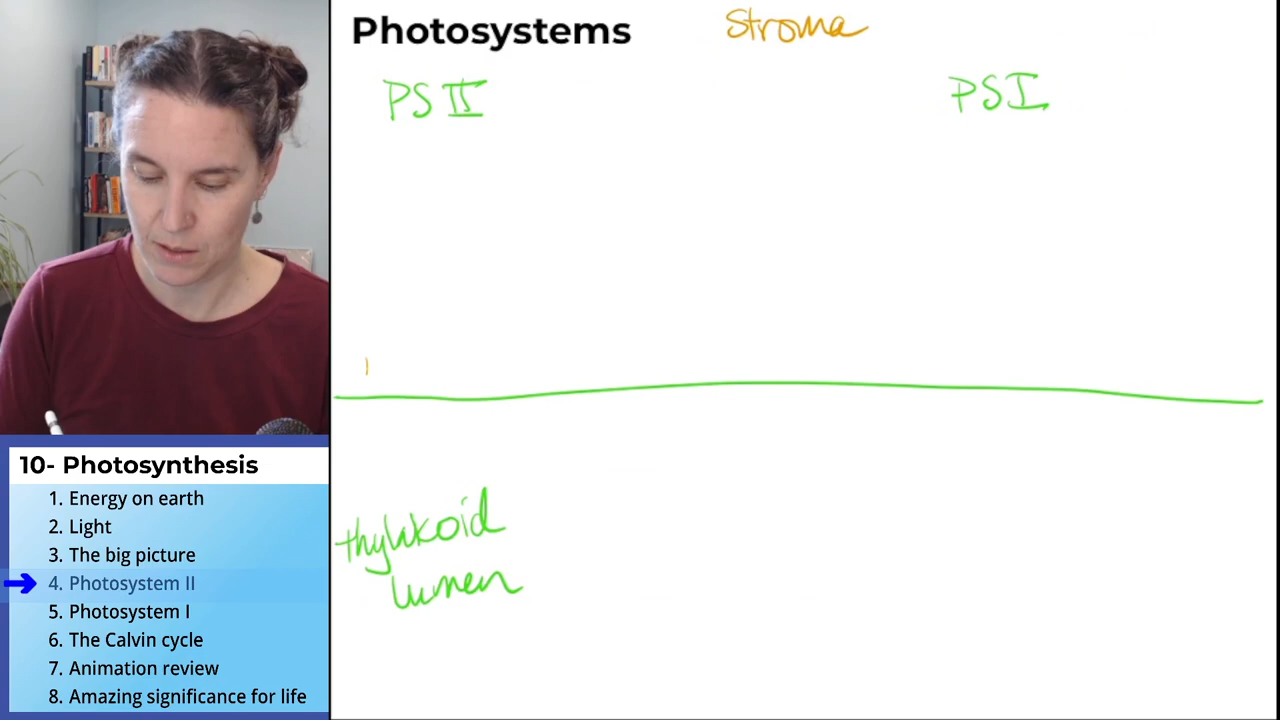 Photosystems
Stroma
PS II
PS I
thylakoid
lumen
10- Photosynthesis
1. Energy on earth
2. Light
3. The big picture
4. Photosystem II
5. Photosystem I
6. The Calvin cycle
7. Animation review
8. Amazing significance for life